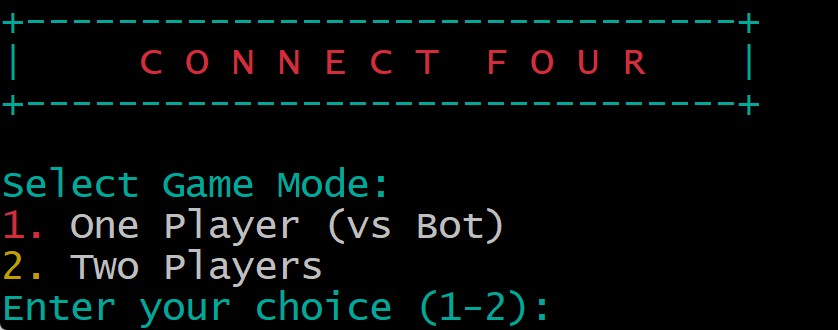 +-------------------------------+
|     C O N N E C T  F O U R    |
+-------------------------------+
Select Game Mode:
1. One Player (vs Bot)
2. Two Players
Enter your choice (1-2):